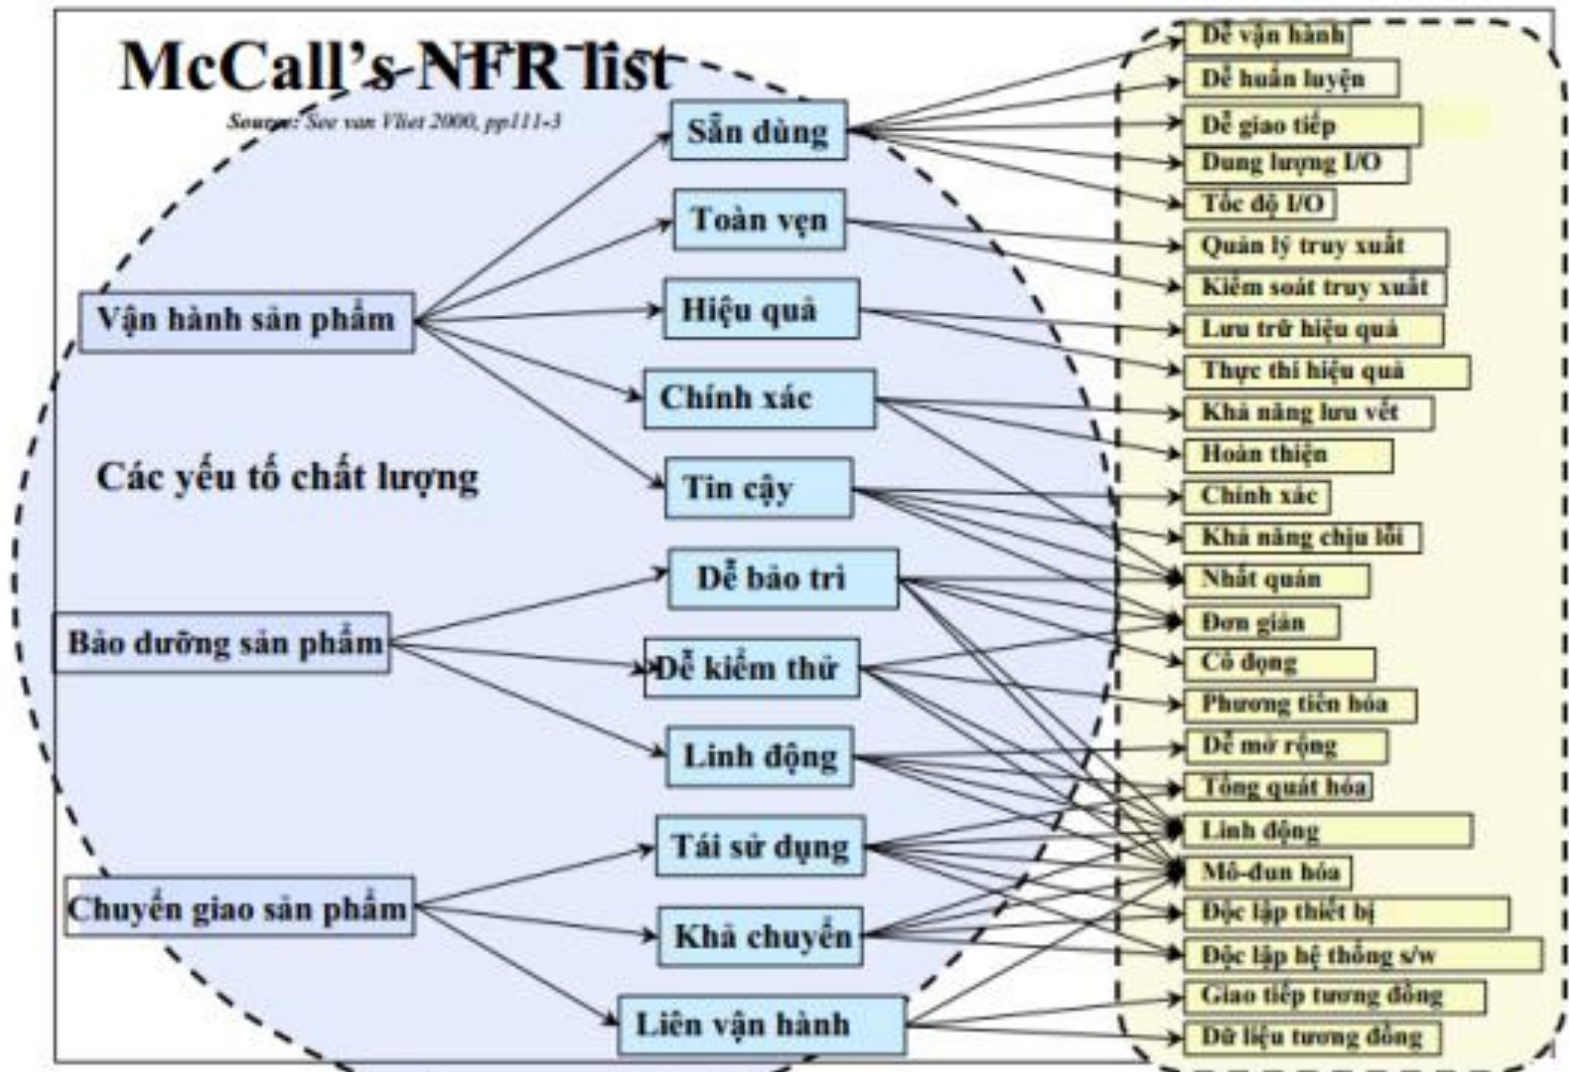 McCall's NFR list
Source: See van Vliet 2000, pp111-3
Vận hành sản phẩm
Các yếu tố chất lượng
Bảo dưỡng sản phẩm
Chuyển giao sản phẩm
Sẵn dùng
Toàn vẹn
Hiệu quả
Chính xác
Tin cậy
Dễ bảo trì
Dễ kiểm thử
Linh động
Tái sử dụng
Khả chuyển
Liên vận hành
Dễ vận hành
Dễ huấn luyện
Dễ giao tiếp
Dung lượng I/O
Tốc độ I/O
Quản lý truy xuất
Kiểm soát truy xuất
Lưu trữ hiệu quả
Thực thi hiệu quả
Khả năng lưu vết
Hoàn thiện
Chính xác
Khả năng chịu lỗi
Nhất quán
Đơn giản
Cô đọng
Phương tiên hóa
Dễ mở rộng
Tổng quát hóa
Linh động
Mô-đun hóa
Độc lập thiết bị
Độc lập hệ thống s/w
Giao tiếp tương đồng
Dữ liệu tương đồng